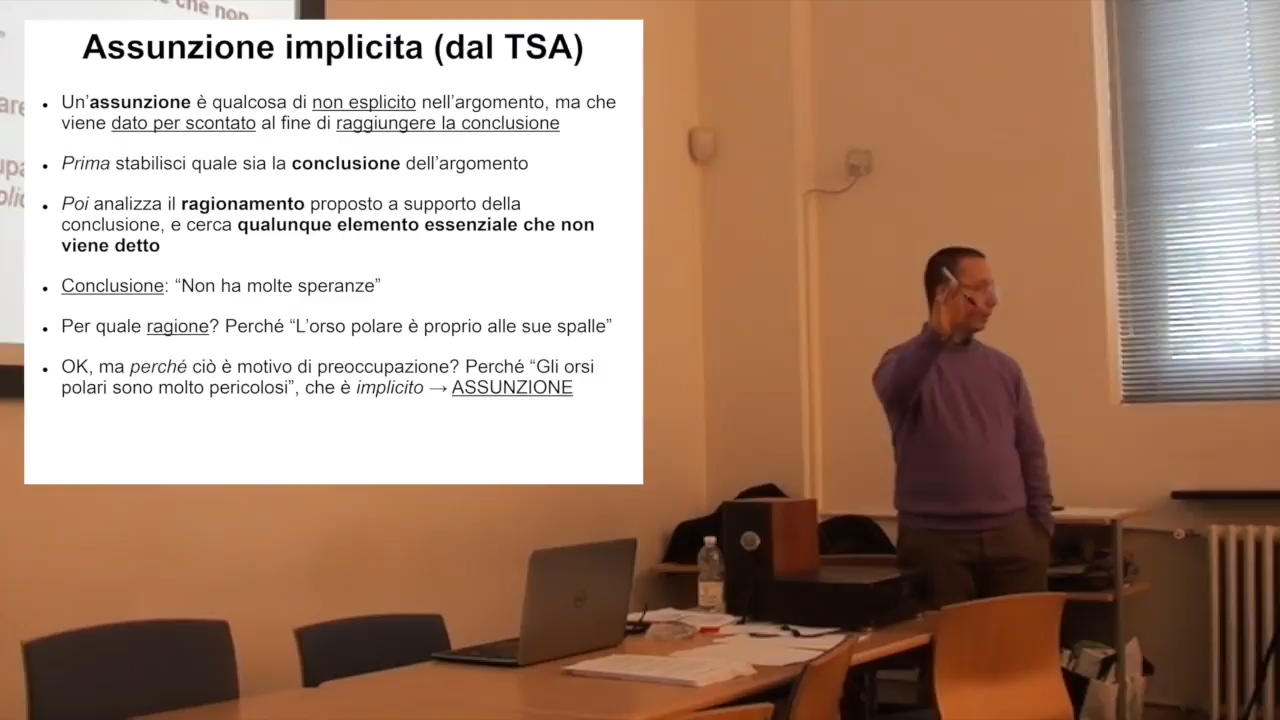 che non
Assunzione implicita (dal TSA)
• Un'assunzione è qualcosa di non esplicito nell'argomento, ma che
viene dato per scontato al fine di raggiungere la conclusione
• Prima stabilisci quale sia la conclusione dell'argomento
• Poi analizza il ragionamento proposto a supporto della
conclusione, e cerca qualunque elemento essenziale che non
viene detto
• Conclusione: “Non ha molte speranze”
• Per quale ragione? Perché “L'orso polare è proprio alle sue spalle”
• OK, ma perché ciò è motivo di preoccupazione? Perché “Gli orsi
polari sono molto pericolosi”, che è implicito → ASSUNZIONE